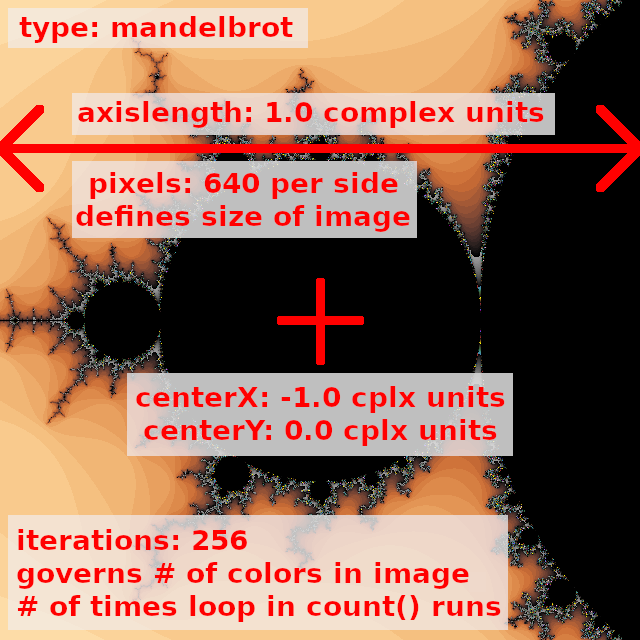 type: mandelbrot
axislength: 1.0 complex units
pixels: 640 per side
defines size of image
centerX: -1.0 cplx units
centerY: 0.0 cplx units
iterations: 256
governs # of colors in image
# of times loop in count() runs